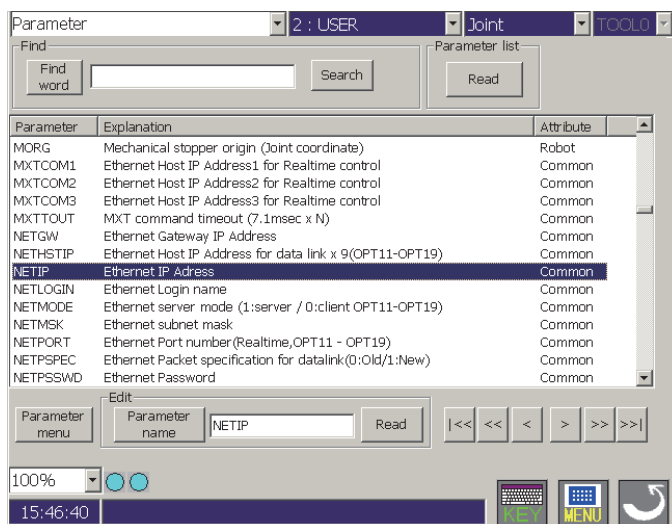 Parameter 2 : USER Joint TOOL0
Find Parameter list
Find word Search Read
Parameter Explanation Attribute
MORG Mechanical stopper origin (Joint coordinate) Robot
MXTCOM1 Ethernet Host IP Address1 for Realtime control Common
MXTCOM2 Ethernet Host IP Address2 for Realtime control Common
MXTCOM3 Ethernet Host IP Address3 for Realtime control Common
MXTTOUT MXT command timeout (7.1msec x N) Common
NETGW Ethernet Gateway IP Address Common
NETHSTIP Ethernet Host IP Address for data link x 9(OPT11-OPT19) Common
NETIP Ethernet IP Adress Common
NETLOGIN Ethernet Login name Common
NETMODE Ethernet server mode (1:server / 0:client OPT11-OPT19) Common
NETMSK Ethernet subnet mask Common
NETPORT Ethernet Port number(Realtime,OPT11 - OPT19) Common
NETPSPEC Ethernet Packet specification for datalink(0:Old/1:New) Common
NETPSSWD Ethernet Password Common
Edit
Parameter menu Parameter name NETIP Read |<< << < > >> >>|
100%
15:46:40 KEY MENU